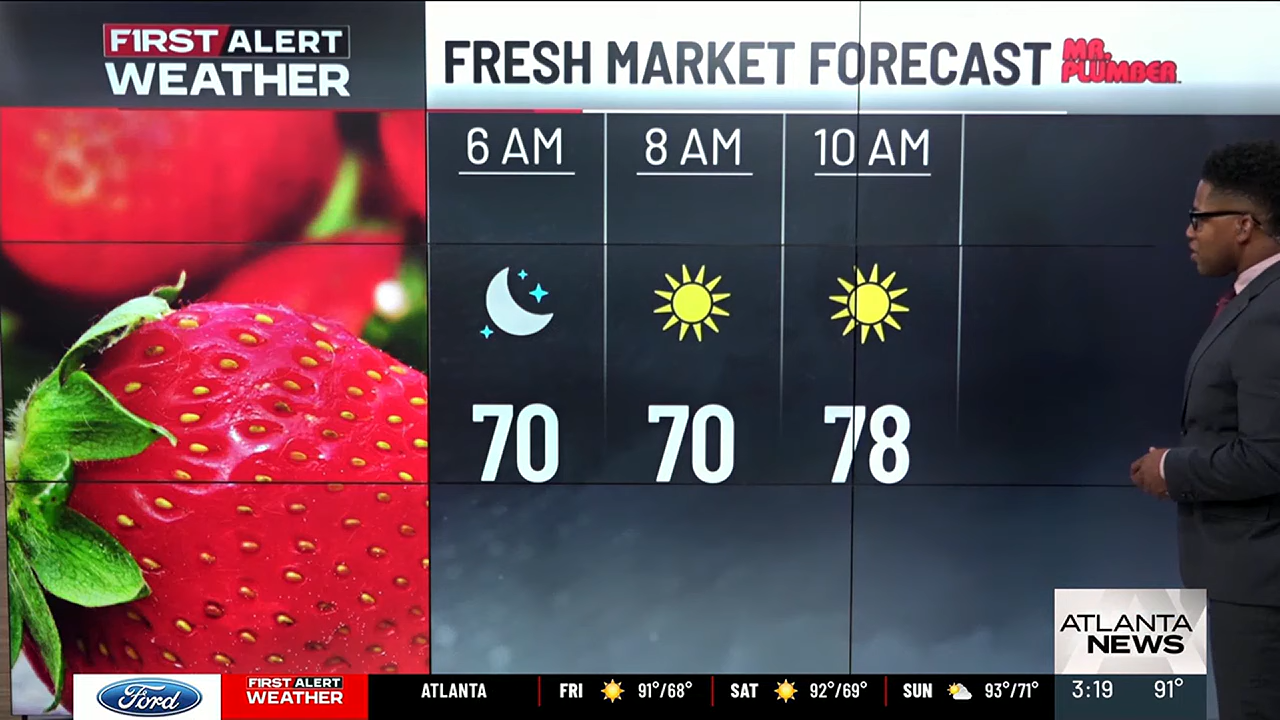 FIRST ALERT
WEATHER
FRESH MARKET FORECAST
MR.
PLUMBER
6 AM
8 AM
10 AM
70
70
78
ATLANTA
NEWS
Ford
FIRST ALERT
WEATHER
ATLANTA
FRI
91°/68°
SAT
92°/69°
SUN
93°/71°
3:19
91°